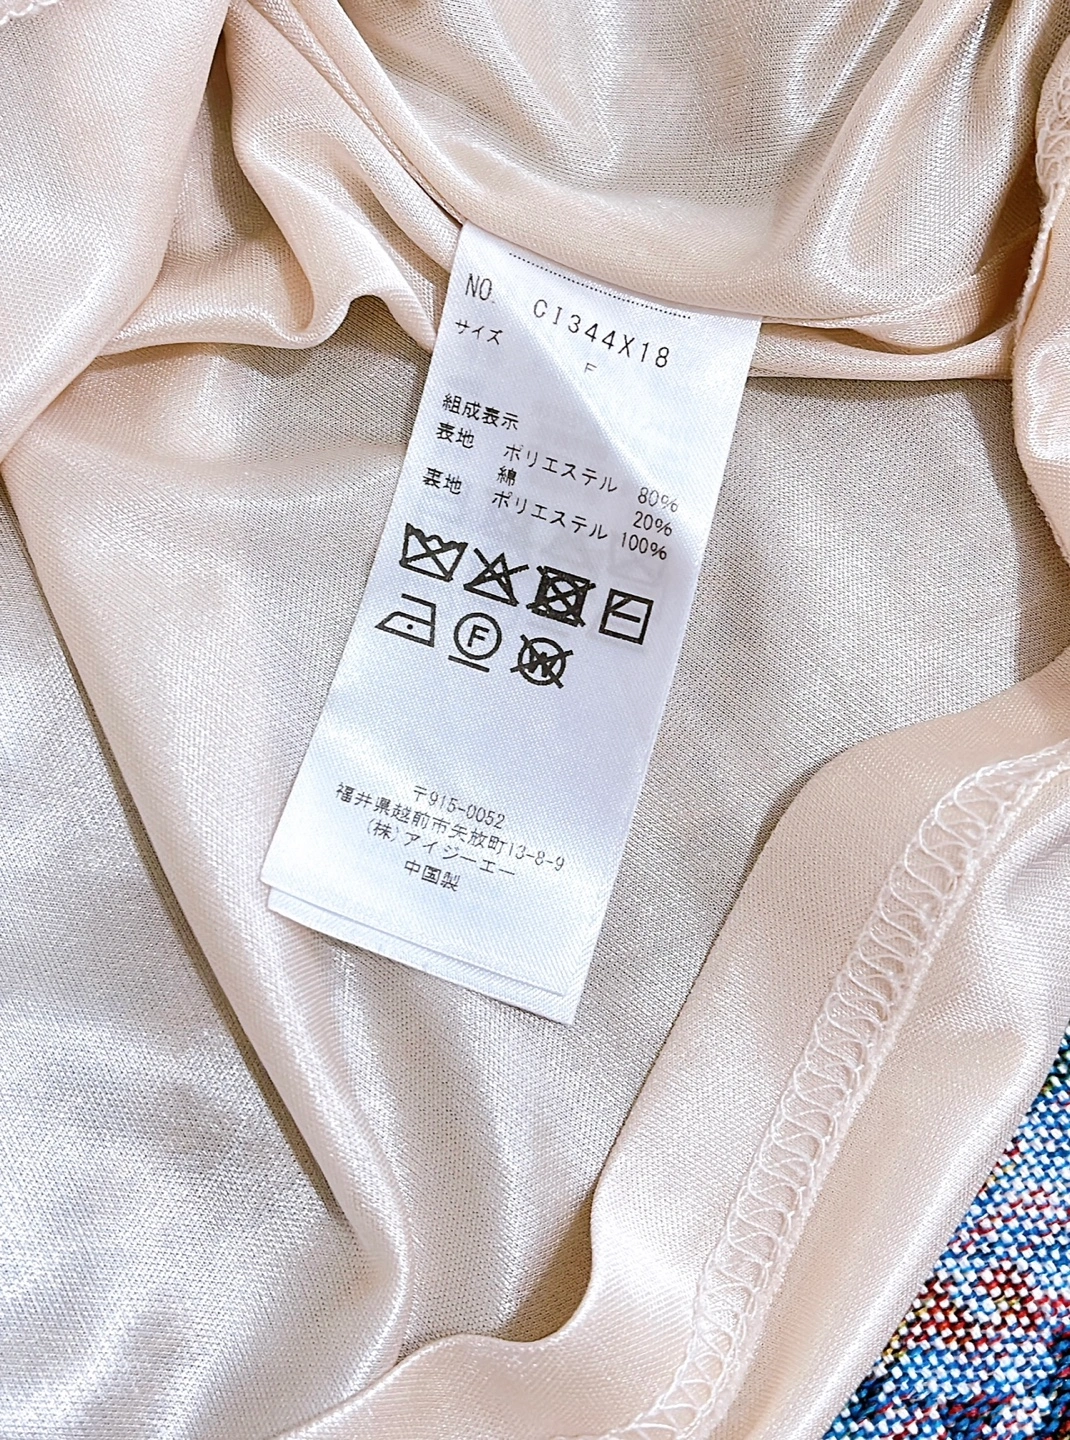 NO. CI344X18
サイズ F
組成表示
表地 ポリエステル 80%
綿 20%
裏地 ポリエステル 100%
F
W
〒915-0052
福井県越前市矢放町13-8-9
(株)アイジーエー
中国製